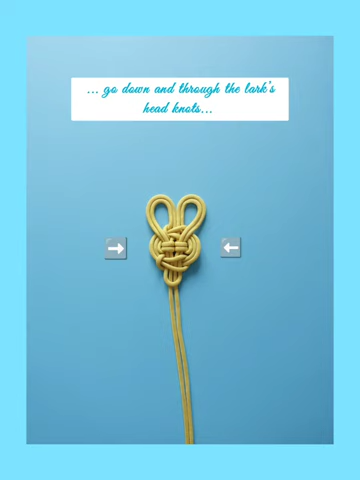 ... go down and through the lark's
head knots...